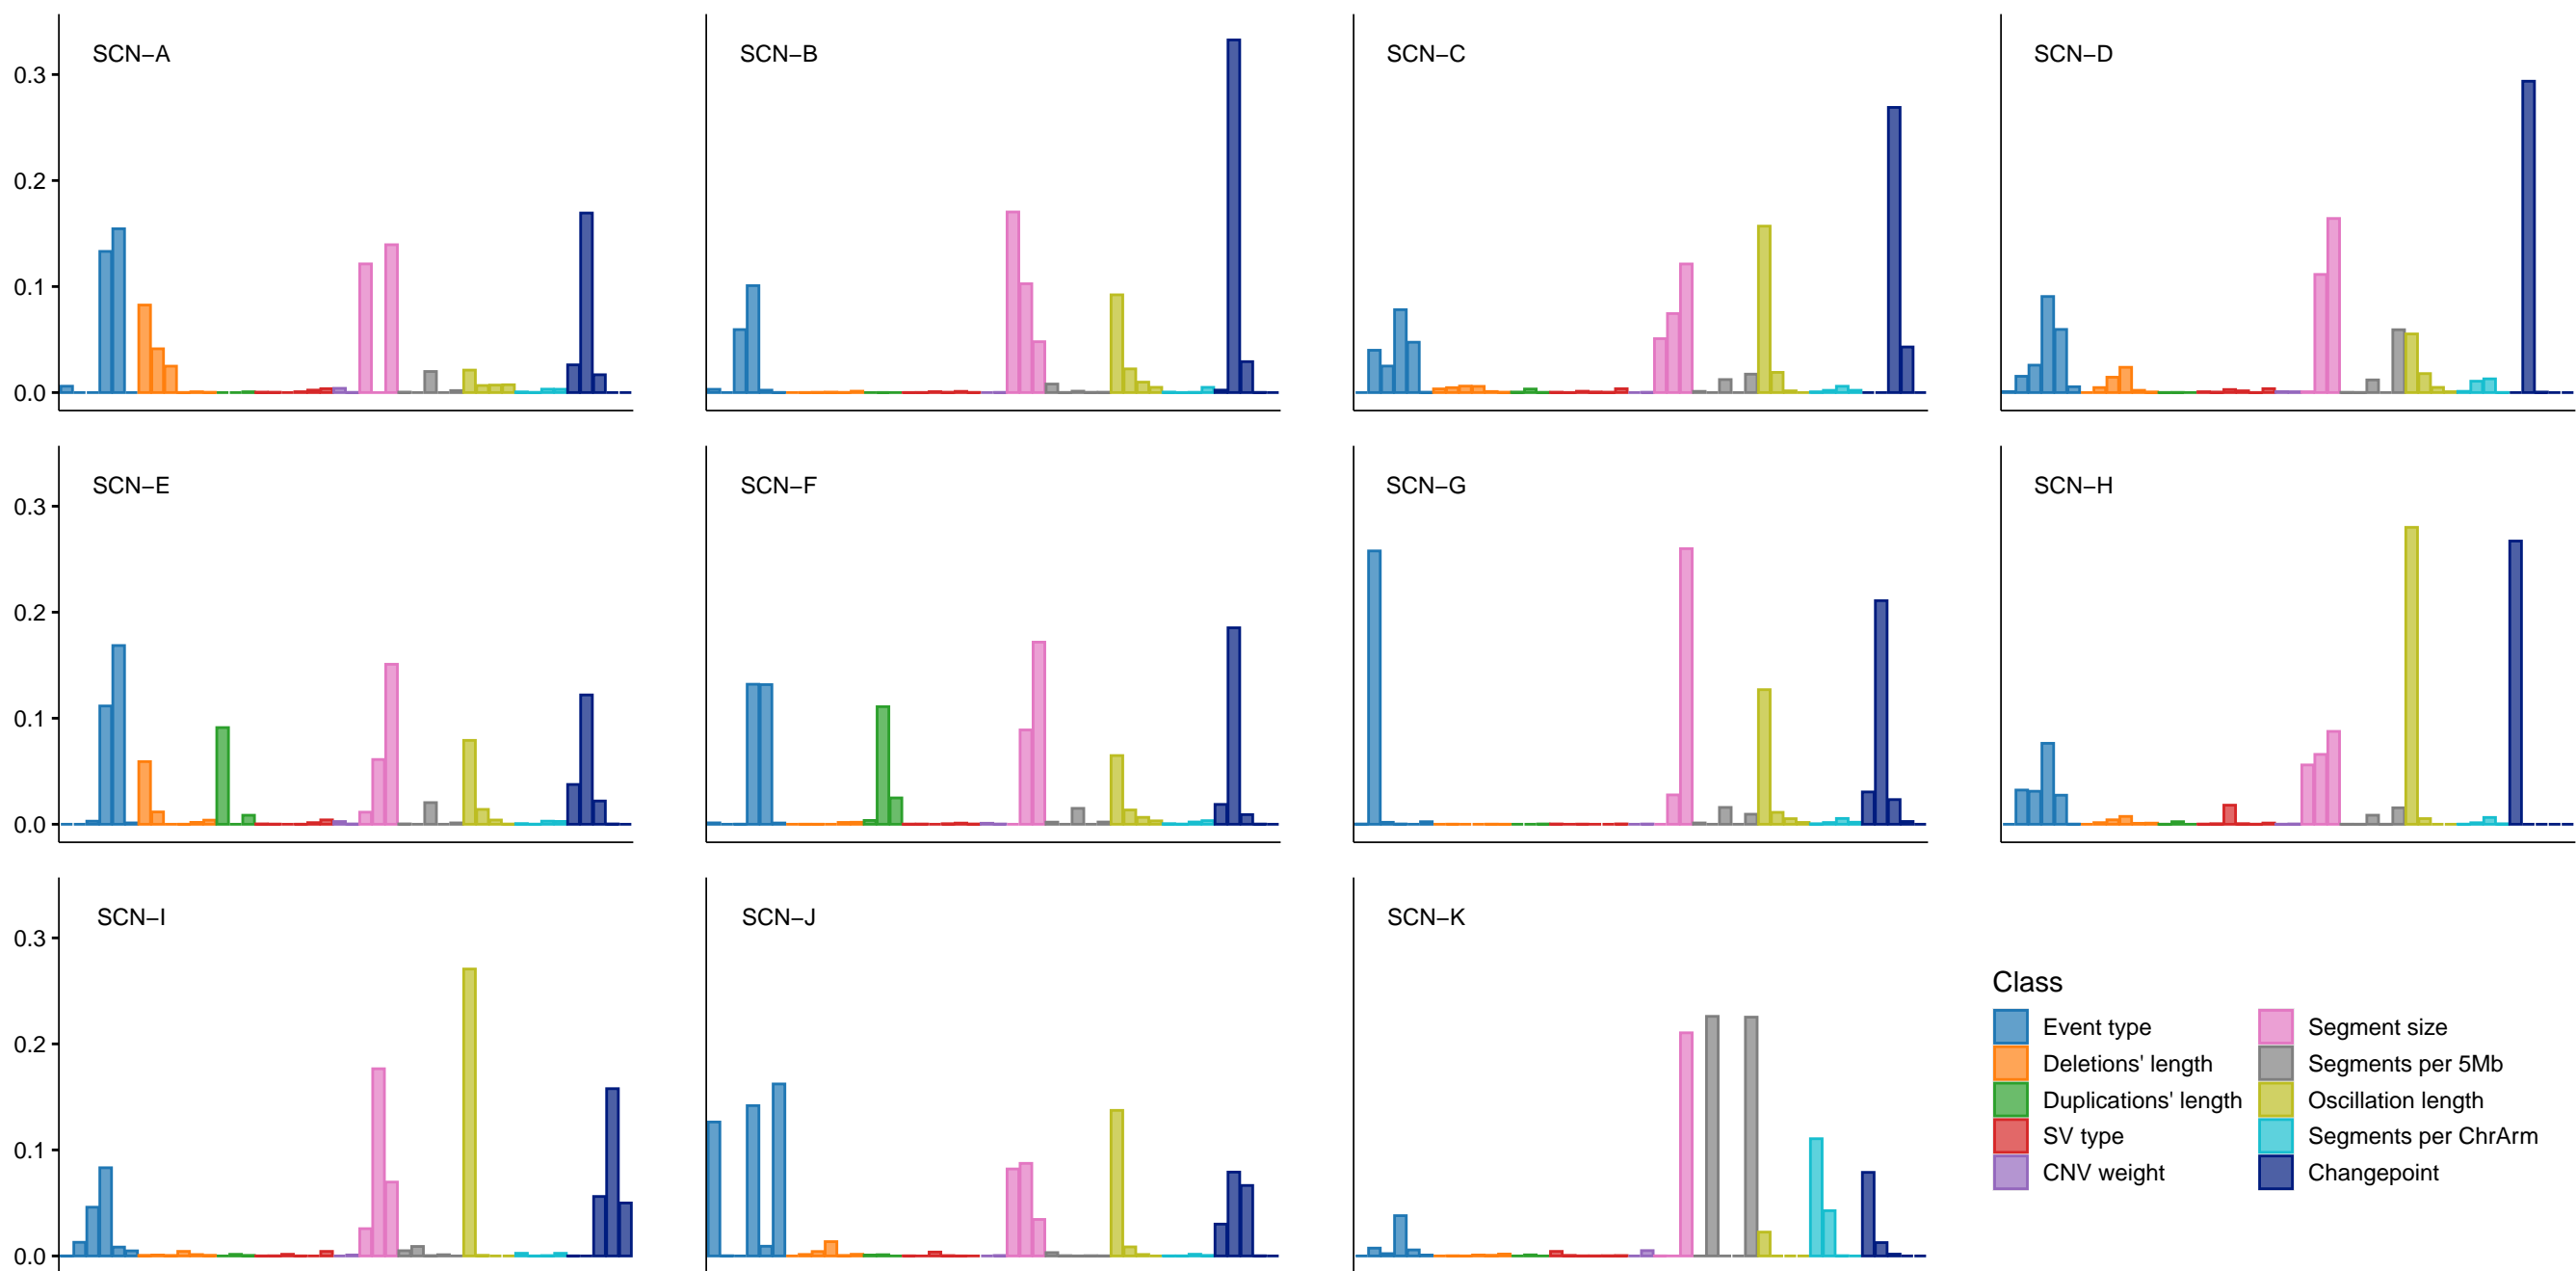 SCN–A
SCN–B
SCN–C
SCN–D
0.3
0.2
0.1
0.0
SCN–E
SCN–F
SCN–G
SCN–H
0.3
0.2
0.1
0.0
SCN–I
SCN–J
SCN–K
0.3
0.2
0.1
0.0
Class
Event type
Deletions' length
Duplications' length
SV type
CNV weight
Segment size
Segments per 5Mb
Oscillation length
Segments per ChrArm
Changepoint